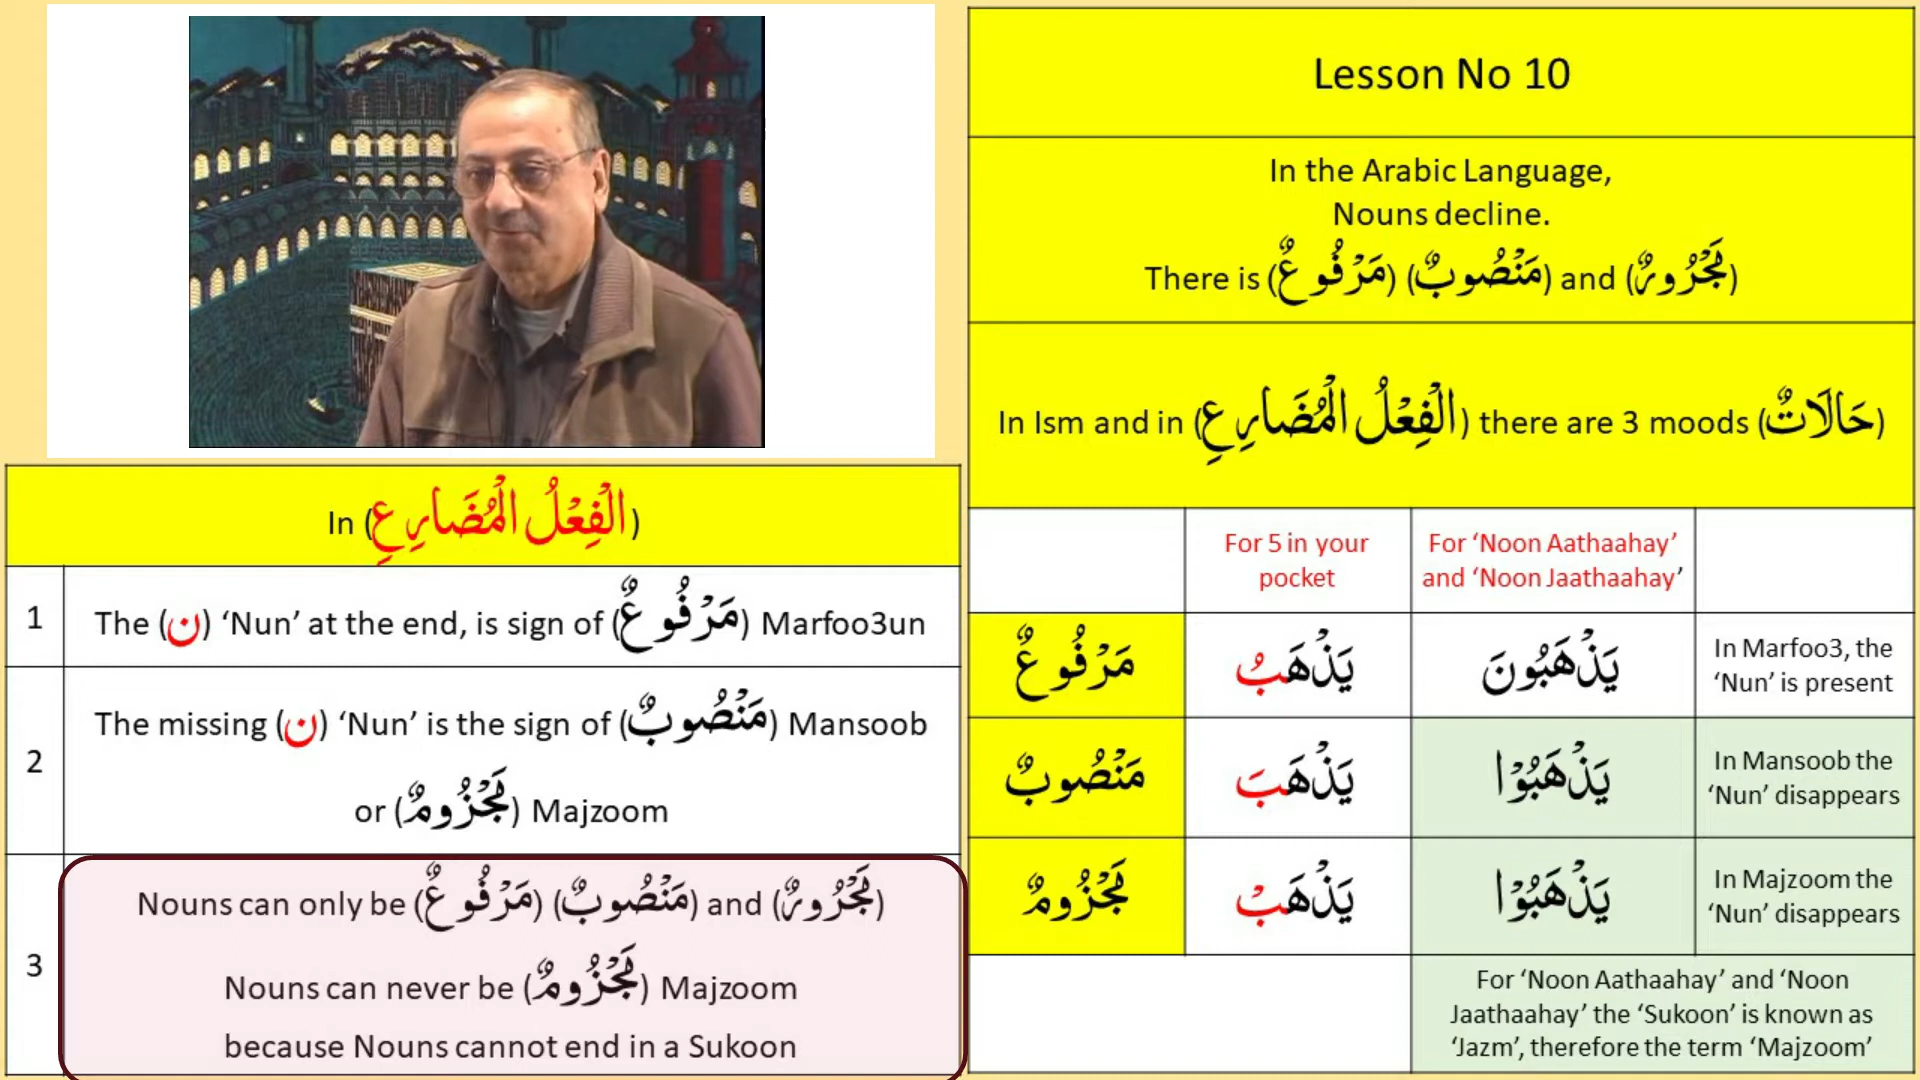 Lesson No 10
In the Arabic Language,
Nouns decline.
There is (مَرْفُوعٌ) (مَنْصُوبٌ) and (مَجْرُورٌ)
In Ism and in (الْفِعْلُ الْمُضَارِعِ) there are 3 moods (حَالَاتٌ)
For 5 in your
pocket
For ‘Noon Aathaahay’
and ‘Noon Jaathaahay’
مَرْفُوعٌ
يَذْهَبُ
يَذْهَبُونَ
In Marfoo3, the
‘Nun’ is present
مَنْصُوبٌ
يَذْهَبَ
يَذْهَبُوْا
In Mansoob the
‘Nun’ disappears
مَجْزُومٌ
يَذْهَبْ
يَذْهَبُوْا
In Majzoom the
‘Nun’ disappears
For ‘Noon Aathaahay’ and ‘Noon
Jaathaahay’ the ‘Sukoon’ is known as
‘Jazm’, therefore the term ‘Majzoom’
In (الْفِعْلُ الْمُضَارِعِ)
1
The (ن) ‘Nun’ at the end, is sign of (مَرْفُوعٌ) Marfoo3un
2
The missing (ن) ‘Nun’ is the sign of (مَنْصُوبٌ) Mansoob
or (مَجْزُومٌ) Majzoom
3
Nouns can only be (مَرْفُوعٌ) (مَنْصُوبٌ) and (مَجْرُورٌ)
Nouns can never be (مَجْزُومٌ) Majzoom
because Nouns cannot end in a Sukoon